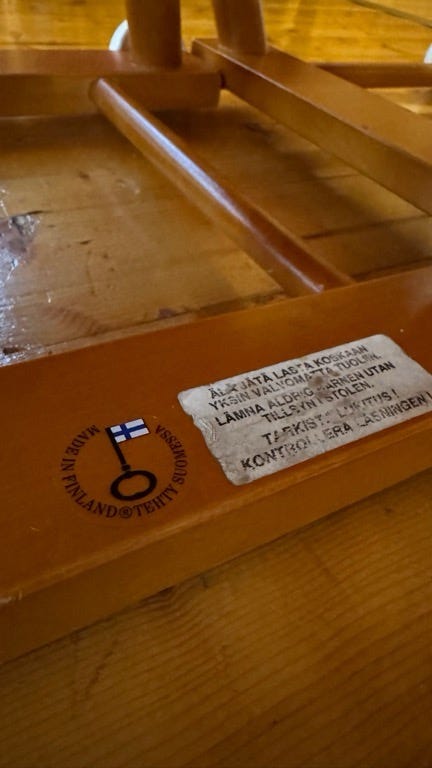 MADE IN FINLAND® TEHTY SUOMESSA
ÄLÄ JÄTÄ LASTA KOSKAAN
YKSIN VALVOMATTA TUOLIIN.
LÄMNA ALDRIG BARNEN UTAN
TILLSYN I STOLEN.
TARKISTA LUKITUS!
KONTROLLERA LÅSNINGEN!